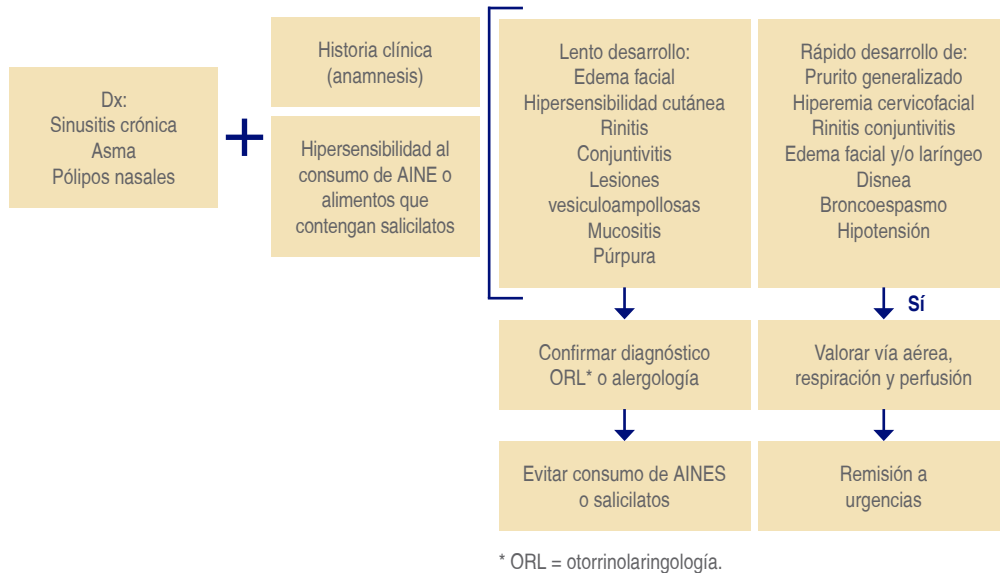 Dx:
Sinusitis crónica
Asma
Pólipos nasales
+
Historia clínica
(anamnesis)
Hipersensibilidad al
consumo de AINE o
alimentos que
contengan salicilatos
Lento desarrollo:
Edema facial
Hipersensibilidad cutánea
Rinitis
Conjuntivitis
Lesiones
vesiculoampollosas
Mucositis
Púrpura
Rápido desarrollo de:
Prurito generalizado
Hiperemia cervicofacial
Rinitis conjuntivitis
Edema facial y/o laríngeo
Disnea
Broncoespasmo
Hipotensión
Sí
Confirmar diagnóstico
ORL* o alergología
Valorar vía aérea,
respiración y perfusión
Evitar consumo de AINES
o salicilatos
Remisión a
urgencias
* ORL = otorrinolaringología.